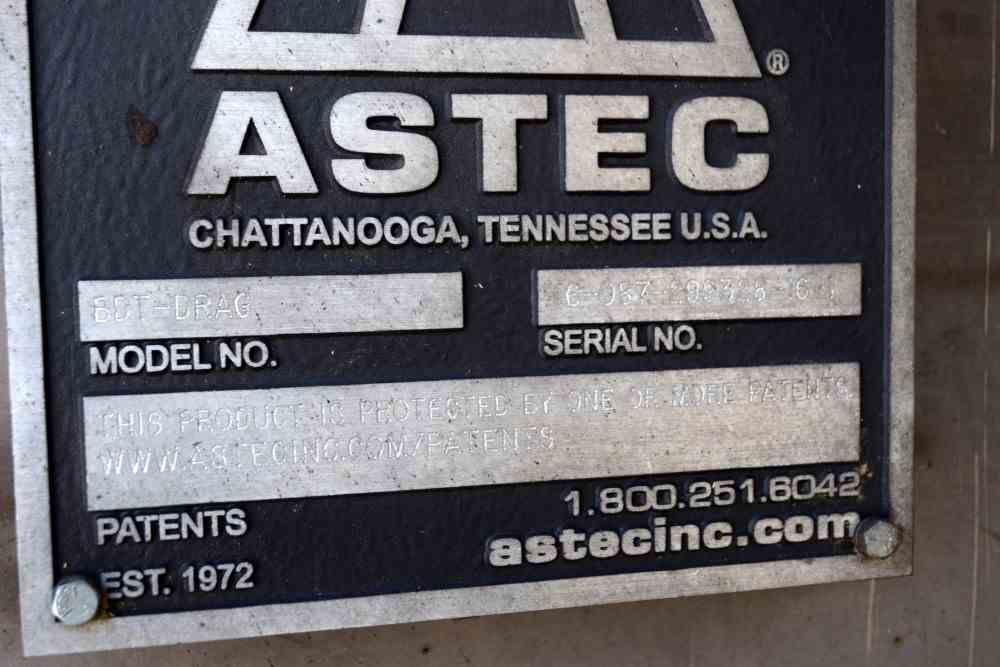 ®
ASTEC
CHATTANOOGA, TENNESSEE U.S.A.
BDT-DRAG
MODEL NO.
SERIAL NO.
THIS PRODUCT IS PROTECTED BY ONE OR MORE PATENTS
WWW.ASTECINC.COM/PATENTS
PATENTS
1.800.251.6042
astecinc.com
EST. 1972